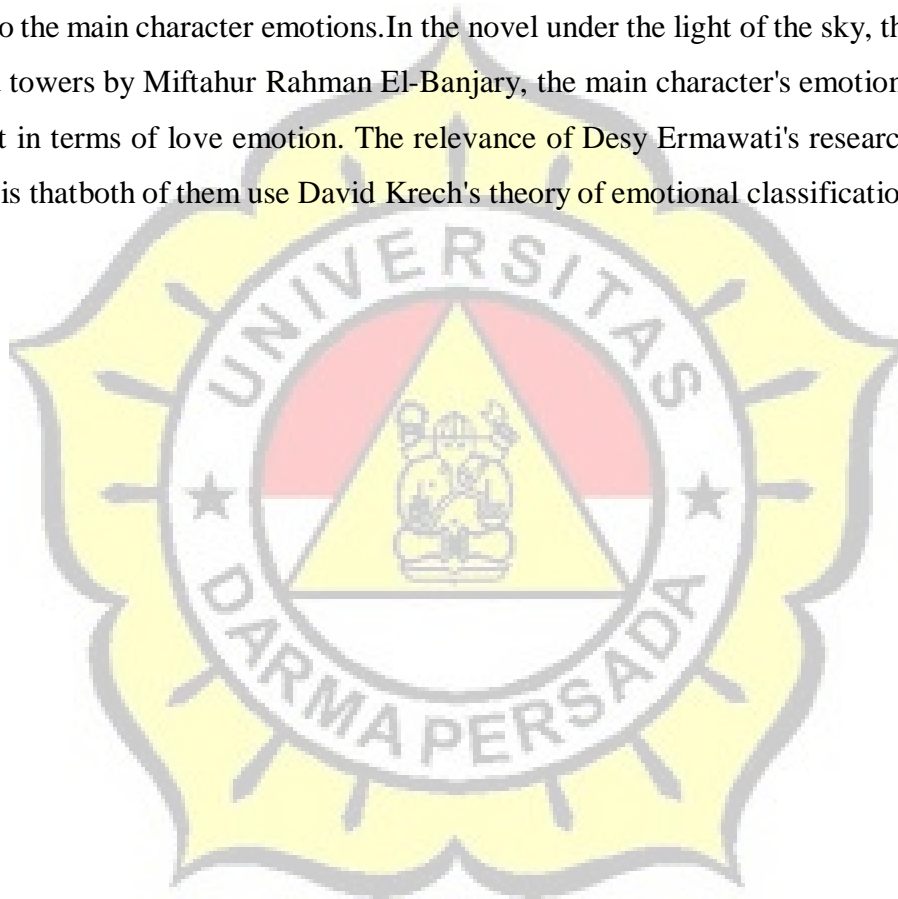 o the main character emotions.In the novel under the light of the sky, th
towers by Miftahur Rahman El-Banjary, the main character's emotion
t in terms of love emotion. The relevance of Desy Ermawati's researc
is thatboth of them use David Krech's theory of emotional classificatio
UNIVERSITAS
DARMA PERSADA